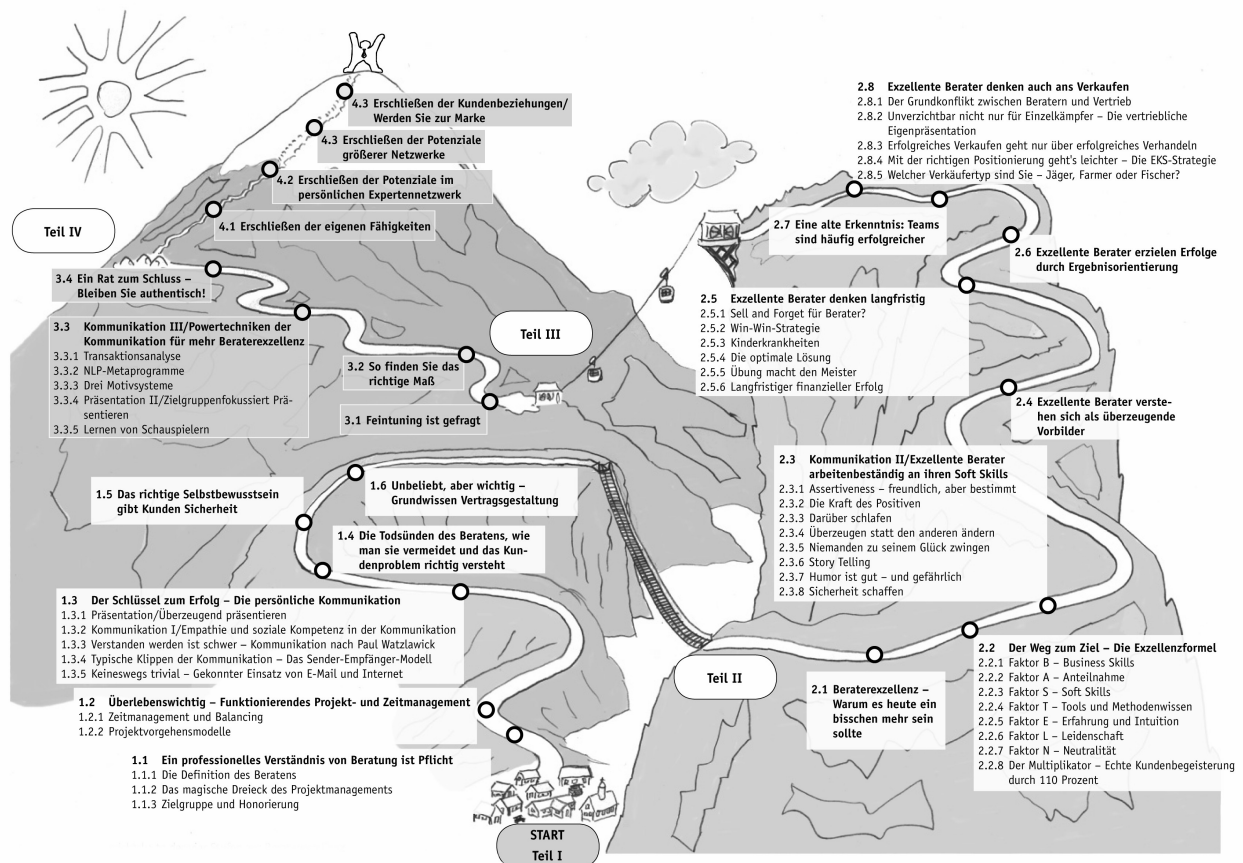 4.3 Erschließen der Kundenbeziehungen/
Werden Sie zur Marke
4.3 Erschließen der Potenziale
größerer Netzwerke
4.2 Erschließen der Potenziale im
persönlichen Expertennetzwerk
4.1 Erschließen der eigenen Fähigkeiten
Teil IV
3.4 Ein Rat zum Schluss –
Bleiben Sie authentisch!
3.3 Kommunikation III/Powertechniken der
Kommunikation für mehr Beraterexzellenz
3.3.1 Transaktionsanalyse
3.3.2 NLP-Metaprogramme
3.3.3 Drei Motivsysteme
3.3.4 Präsentation II/Zielgruppenfokussiert Prä-
sentieren
3.3.5 Lernen von Schauspielern
3.2 So finden Sie das
richtige Maß
3.1 Feintuning ist gefragt
Teil III
2.8 Exzellente Berater denken auch ans Verkaufen
2.8.1 Der Grundkonflikt zwischen Beratern und Vertrieb
2.8.2 Unverzichtbar nicht nur für Einzelkämpfer – Die vertriebliche
Eigenpräsentation
2.8.3 Erfolgreiches Verkaufen geht nur über erfolgreiches Verhandeln
2.8.4 Mit der richtigen Positionierung geht's leichter – Die EKS-Strategie
2.8.5 Welcher Verkäufertyp sind Sie – Jäger, Farmer oder Fischer?
2.7 Eine alte Erkenntnis: Teams
sind häufig erfolgreicher
2.6 Exzellente Berater erzielen Erfolge
durch Ergebnisorientierung
2.5 Exzellente Berater denken langfristig
2.5.1 Sell and Forget für Berater?
2.5.2 Win-Win-Strategie
2.5.3 Kinderkrankheiten
2.5.4 Die optimale Lösung
2.5.5 Übung macht den Meister
2.5.6 Langfristiger finanzieller Erfolg
2.4 Exzellente Berater verste-
hen sich als überzeugende
Vorbilder
2.3 Kommunikation II/Exzellente Berater
arbeitenbeständig an ihren Soft Skills
2.3.1 Assertiveness – freundlich, aber bestimmt
2.3.2 Die Kraft des Positiven
2.3.3 Darüber schlafen
2.3.4 Überzeugen statt den anderen ändern
2.3.5 Niemanden zu seinem Glück zwingen
2.3.6 Story Telling
2.3.7 Humor ist gut – und gefährlich
2.3.8 Sicherheit schaffen
2.2 Der Weg zum Ziel – Die Exzellenzformel
2.2.1 Faktor B – Business Skills
2.2.2 Faktor A – Anteilnahme
2.2.3 Faktor S – Soft Skills
2.2.4 Faktor T – Tools und Methodenwissen
2.2.5 Faktor E – Erfahrung und Intuition
2.2.6 Faktor L – Leidenschaft
2.2.7 Faktor N – Neutralität
2.2.8 Der Multiplikator – Echte Kundenbegeisterung
durch 110 Prozent
2.1 Beraterexzellenz –
Warum es heute ein
bisschen mehr sein
sollte
Teil II
1.6 Unbeliebt, aber wichtig –
Grundwissen Vertragsgestaltung
1.5 Das richtige Selbstbewusstsein
gibt Kunden Sicherheit
1.4 Die Todsünden des Beratens, wie
man sie vermeidet und das Kun-
denproblem richtig versteht
1.3 Der Schlüssel zum Erfolg – Die persönliche Kommunikation
1.3.1 Präsentation/Überzeugend präsentieren
1.3.2 Kommunikation I/Empathie und soziale Kompetenz in der Kommunikation
1.3.3 Verstanden werden ist schwer – Kommunikation nach Paul Watzlawick
1.3.4 Typische Klippen der Kommunikation – Das Sender-Empfänger-Modell
1.3.5 Keineswegs trivial – Gekonnter Einsatz von E-Mail und Internet
1.2 Überlebenswichtig – Funktionierendes Projekt- und Zeitmanagement
1.2.1 Zeitmanagement und Balancing
1.2.2 Projektvorgehensmodelle
1.1 Ein professionelles Verständnis von Beratung ist Pflicht
1.1.1 Die Definition des Beratens
1.1.2 Das magische Dreieck des Projektmanagements
1.1.3 Zielgruppe und Honorierung
START
Teil I